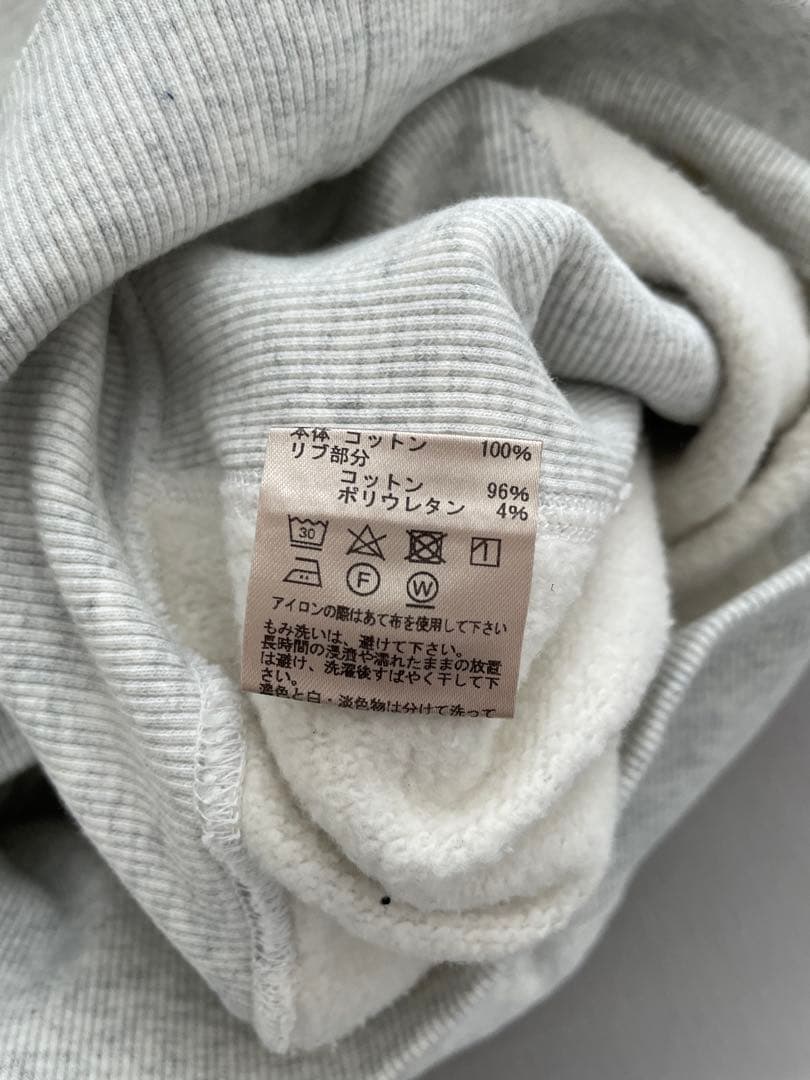 本体 コットン 100%
リブ部分
コットン 96%
ポリウレタン 4%
30
F W
アイロンの際はあて布を使用して下さい
もみ洗いは、避けて下さい。
長時間の浸漬や濡れたままの放置
は避け、洗濯後すばやく干して下
さい。
濃色と白・淡色物は分けて洗って